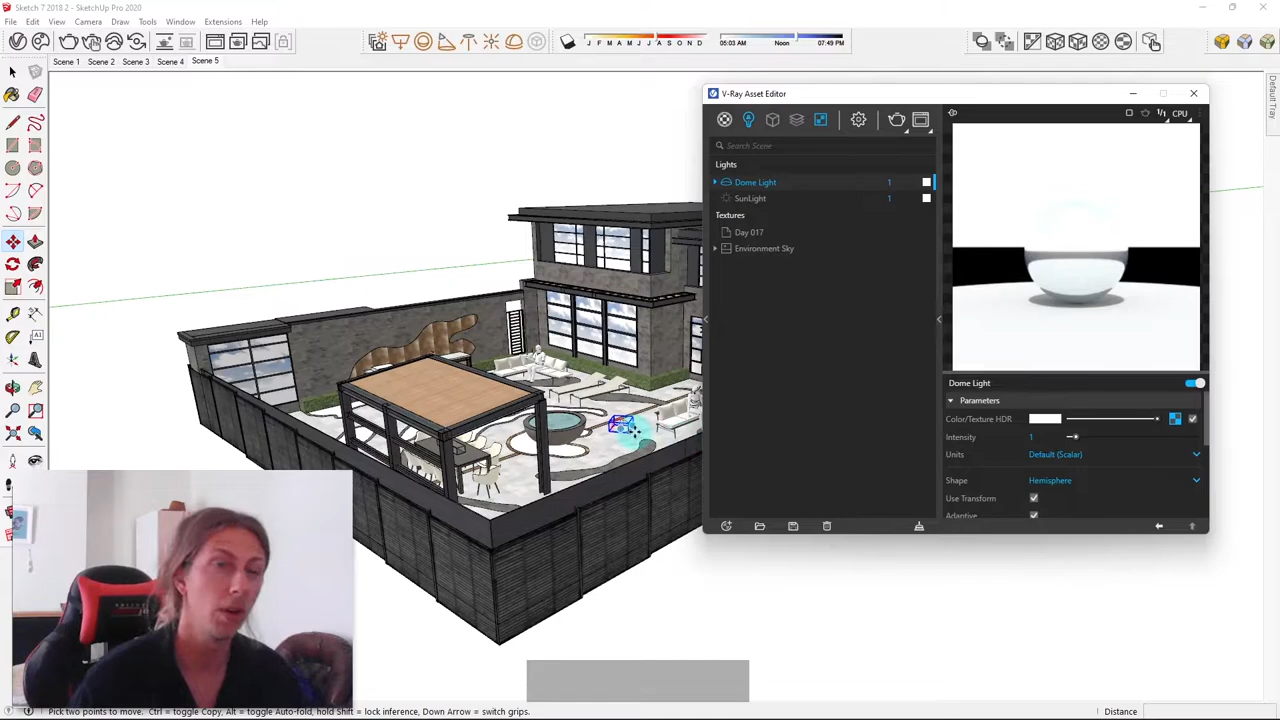 Sketch 7 2018 2 - SketchUp Pro 2020
File Edit View Camera Draw Tools Window Extensions Help
J F M A M J J A S O N D 05:03 AM Noon 07:49 PM
Scene 1 Scene 2 Scene 3 Scene 4 Scene 5
Default Tray
V-Ray Asset Editor
1/1 CPU
Search Scene
Lights
Dome Light 1
SunLight 1
Textures
Day 017
Environment Sky
Dome Light
Parameters
Color/Texture HDR
Intensity 1
Units Default (Scalar)
Shape Hemisphere
Use Transform
Adaptive
Pick two points to move. Ctrl = toggle Copy, Alt = toggle Auto-fold, hold Shift = lock inference, Down Arrow = switch grips.
Distance